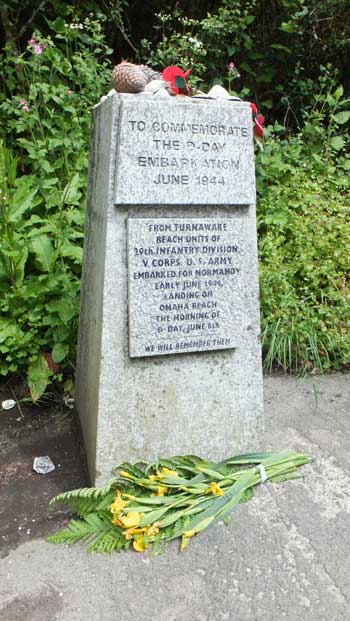 TO COMMEMORATE
THE D-DAY
EMBARKATION
JUNE 1944
FROM TURNAWARE
BEACH UNITS OF
29th INFANTRY DIVISION,
V CORPS, U.S. ARMY
EMBARKED FOR NORMANDY
EARLY JUNE 1944,
LANDING ON
OMAHA BEACH
THE MORNING OF
D-DAY, JUNE 6th
WE WILL REMEMBER THEM